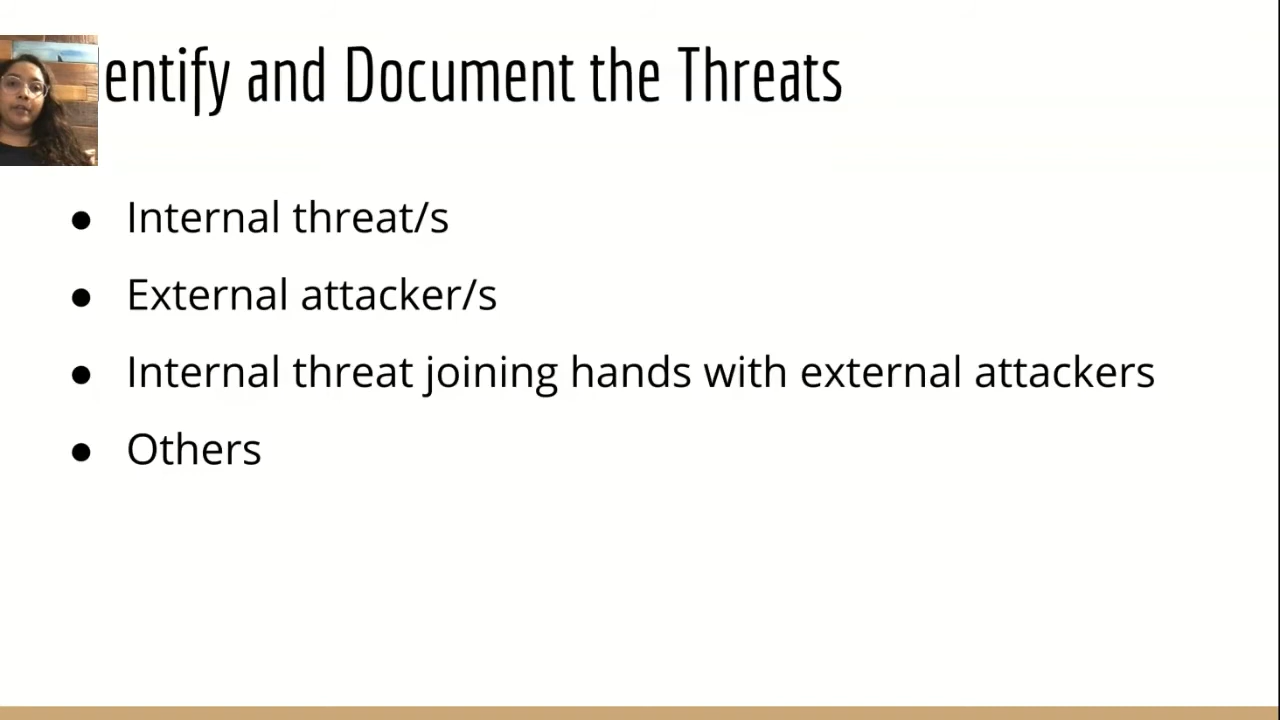 entify and Document the Threats
● Internal threat/s
● External attacker/s
● Internal threat joining hands with external attackers
● Others